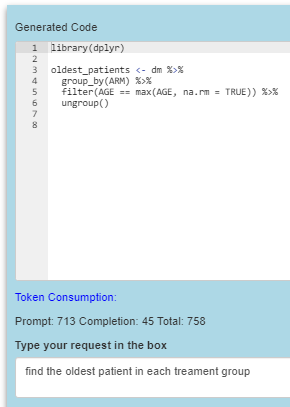 Generated Code
1 library(dplyr)
2
3 oldest_patients <- dm %>%
4   group_by(ARM) %>%
5   filter(AGE == max(AGE, na.rm = TRUE)) %>%
6   ungroup()
7
8
Token Consumption:
Prompt: 713 Completion: 45 Total: 758
Type your request in the box
find the oldest patient in each treament group